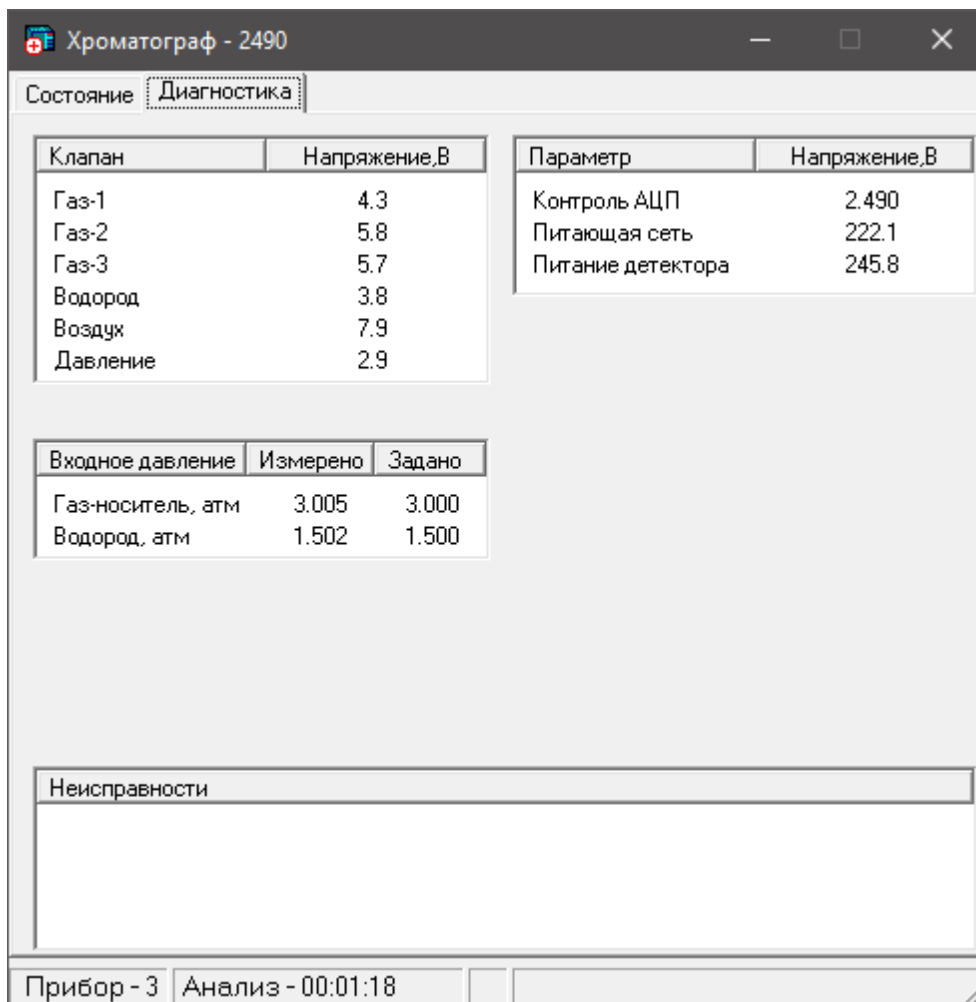 Хроматограф - 2490
Состояние Диагностика
Клапан Напряжение,В
Газ-1 4.3
Газ-2 5.8
Газ-3 5.7
Водород 3.8
Воздух 7.9
Давление 2.9
Параметр Напряжение,В
Контроль АЦП 2.490
Питающая сеть 222.1
Питание детектора 245.8
Входное давление Измерено Задано
Газ-носитель, атм 3.005 3.000
Водород, атм 1.502 1.500
Неисправности
Прибор - 3 Анализ - 00:01:18